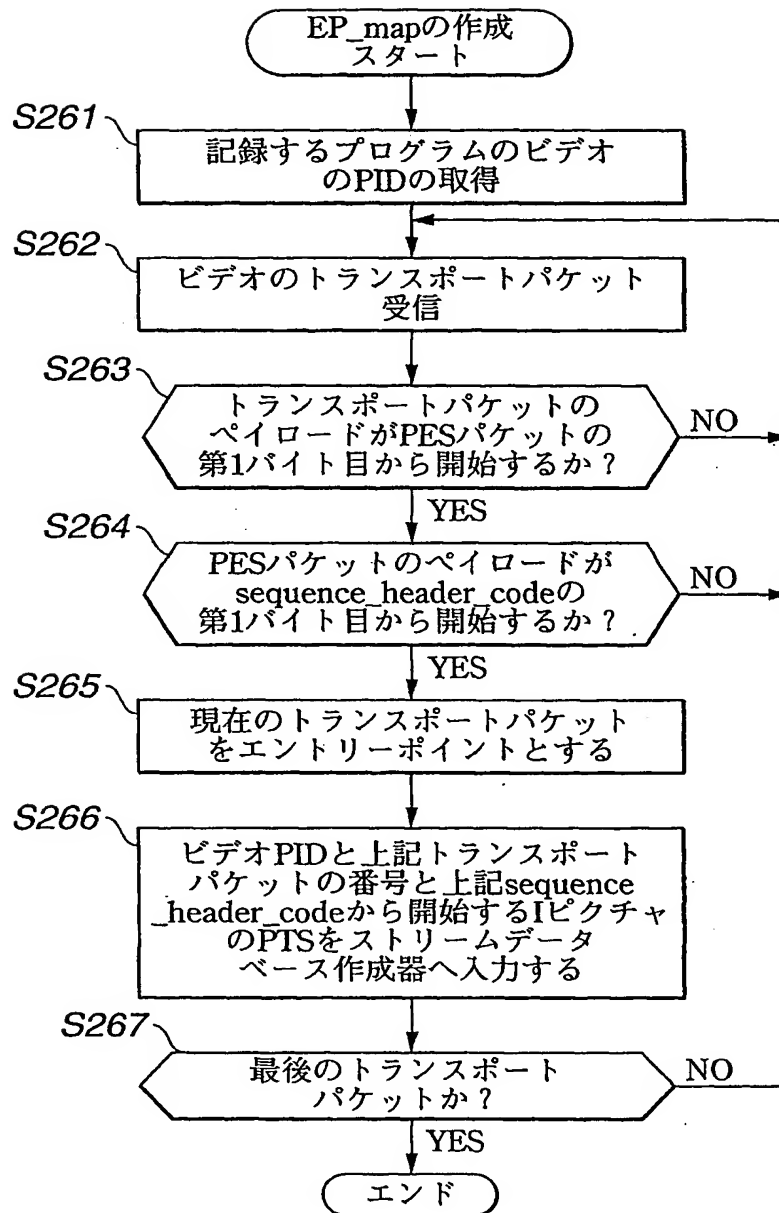 EP_mapの作成
スタート
S261
記録するプログラムのビデオ
のPIDの取得
S262
ビデオのトランスポートパケット
受信
S263
トランスポートパケットの
ペイロードがPESパケットの
第1バイト目から開始するか?
NO
YES
S264
PESパケットのペイロードが
sequence_header_codeの
第1バイト目から開始するか?
NO
YES
S265
現在のトランスポートパケット
をエントリーポイントとする
S266
ビデオPIDと上記トランスポート
パケットの番号と上記sequence
_header_codeから開始するIピクチャ
のPTSをストリームデータ
ベース作成器へ入力する
S267
最後のトランスポート
パケットか?
NO
YES
エンド